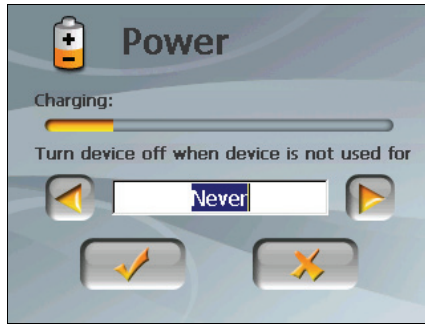 Power
Charging:
Turn device off when device is not used for
Never